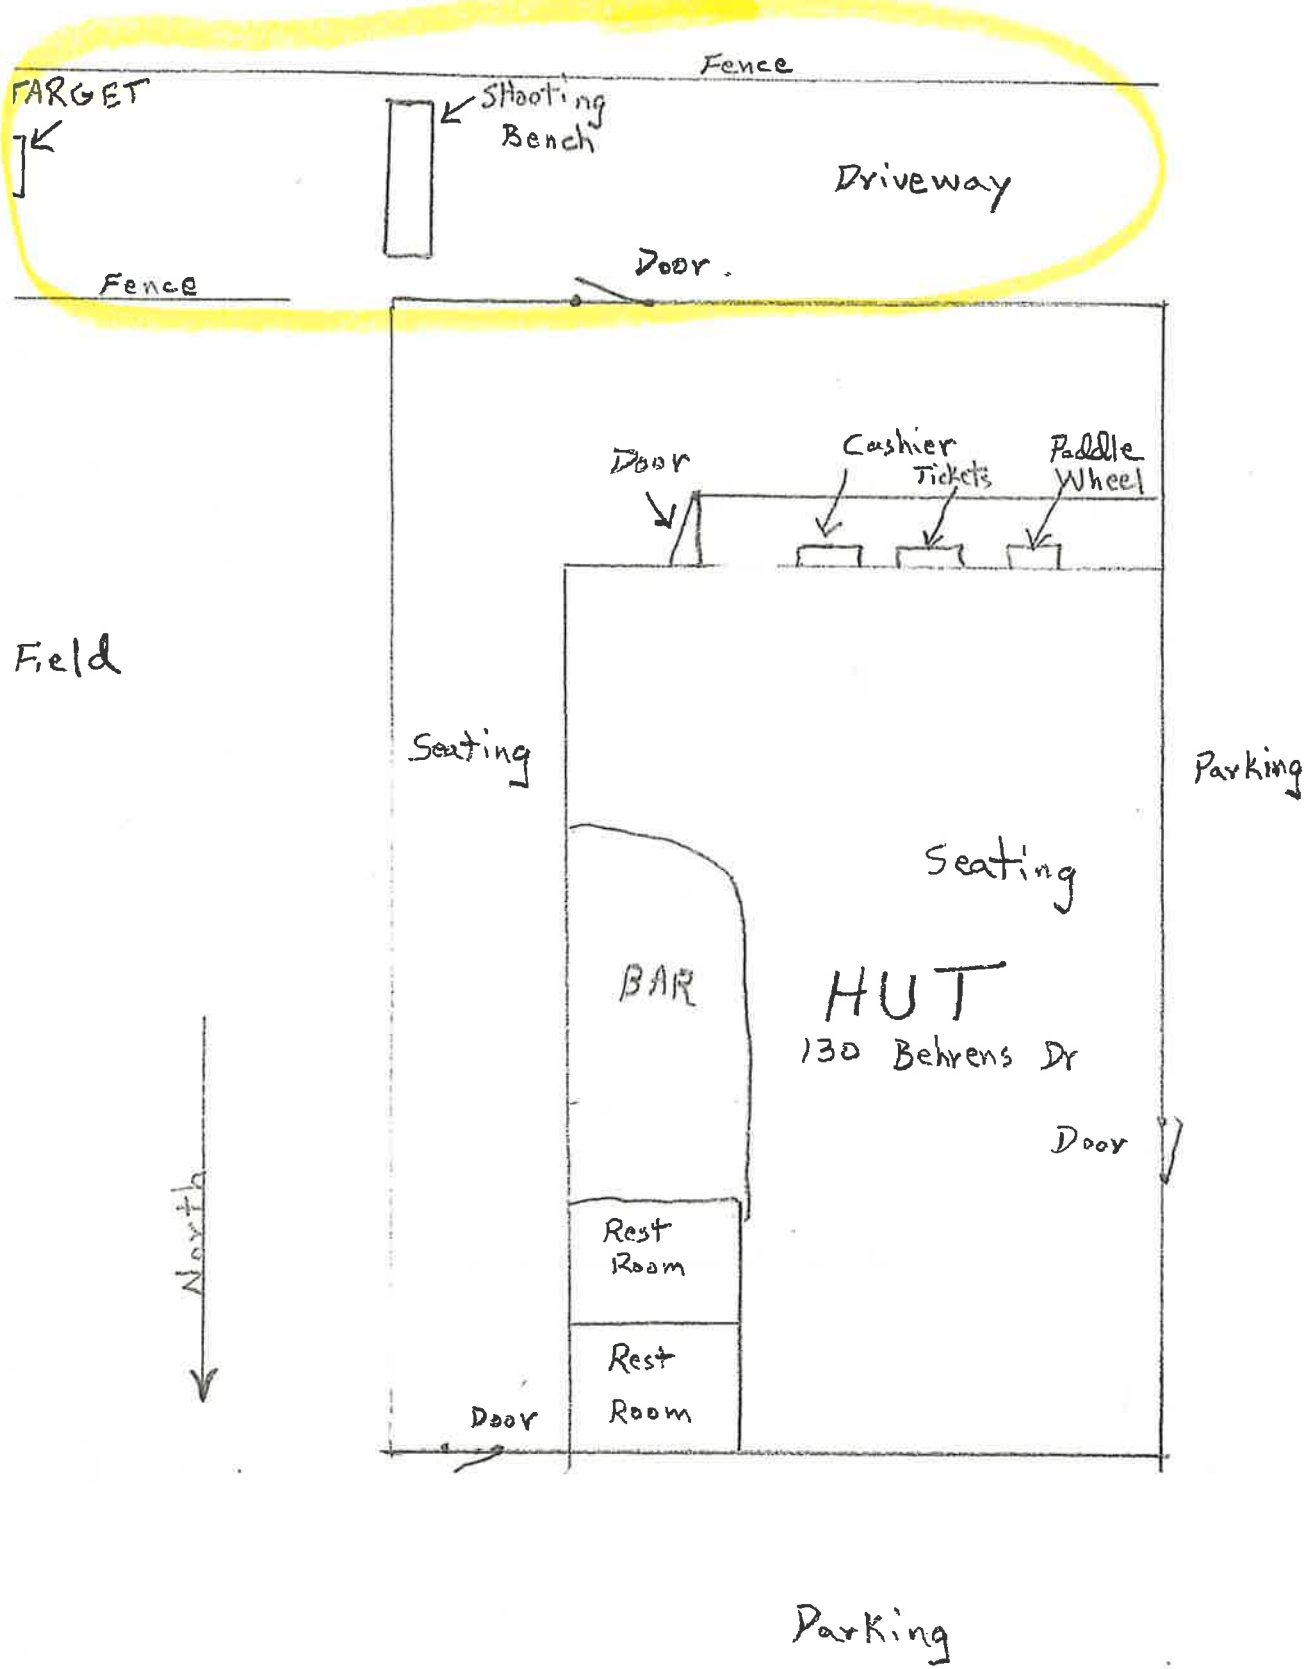 Fence
TARGET
Shooting
Bench
Driveway
Door.
Fence
Door
Cashier
Tickets
Paddle
Wheel
Field
Seating
Parking
Seating
BAR
HUT
130 Behrens Dr
Door
North
Rest
Room
Rest
Room
Door
Parking